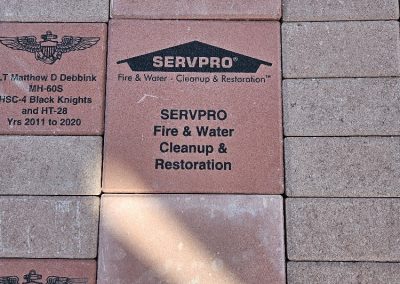 LT Matthew D Debbink
MH-60S
HSC-4 Black Knights
and HT-28
Yrs 2011 to 2020
SERVPRO®
Fire & Water - Cleanup & Restoration™
SERVPRO
Fire & Water
Cleanup &
Restoration